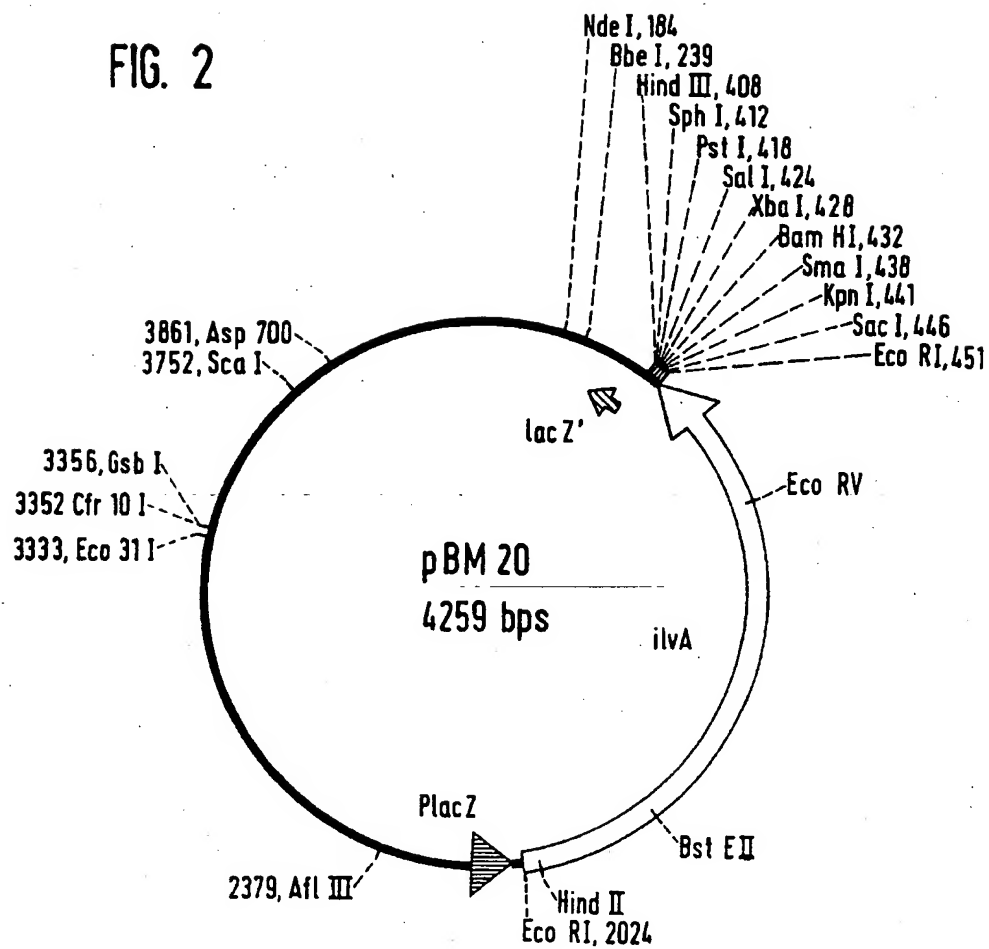 FIG. 2
Nde I, 184
Bbe I, 239
Hind III, 408
Sph I, 412
Pst I, 418
Sal I, 424
Xba I, 428
Bam HI, 432
Sma I, 438
Kpn I, 441
Sac I, 446
Eco RI, 451
3861, Asp 700
3752, Sca I
lac Z'
3356, Gsb I
3352 Cfr 10 I
3333, Eco 31 I
Eco RV
pBM 20
4259 bps
ilvA
PlacZ
Bst EII
2379, Afl III
Hind II
Eco RI, 2024